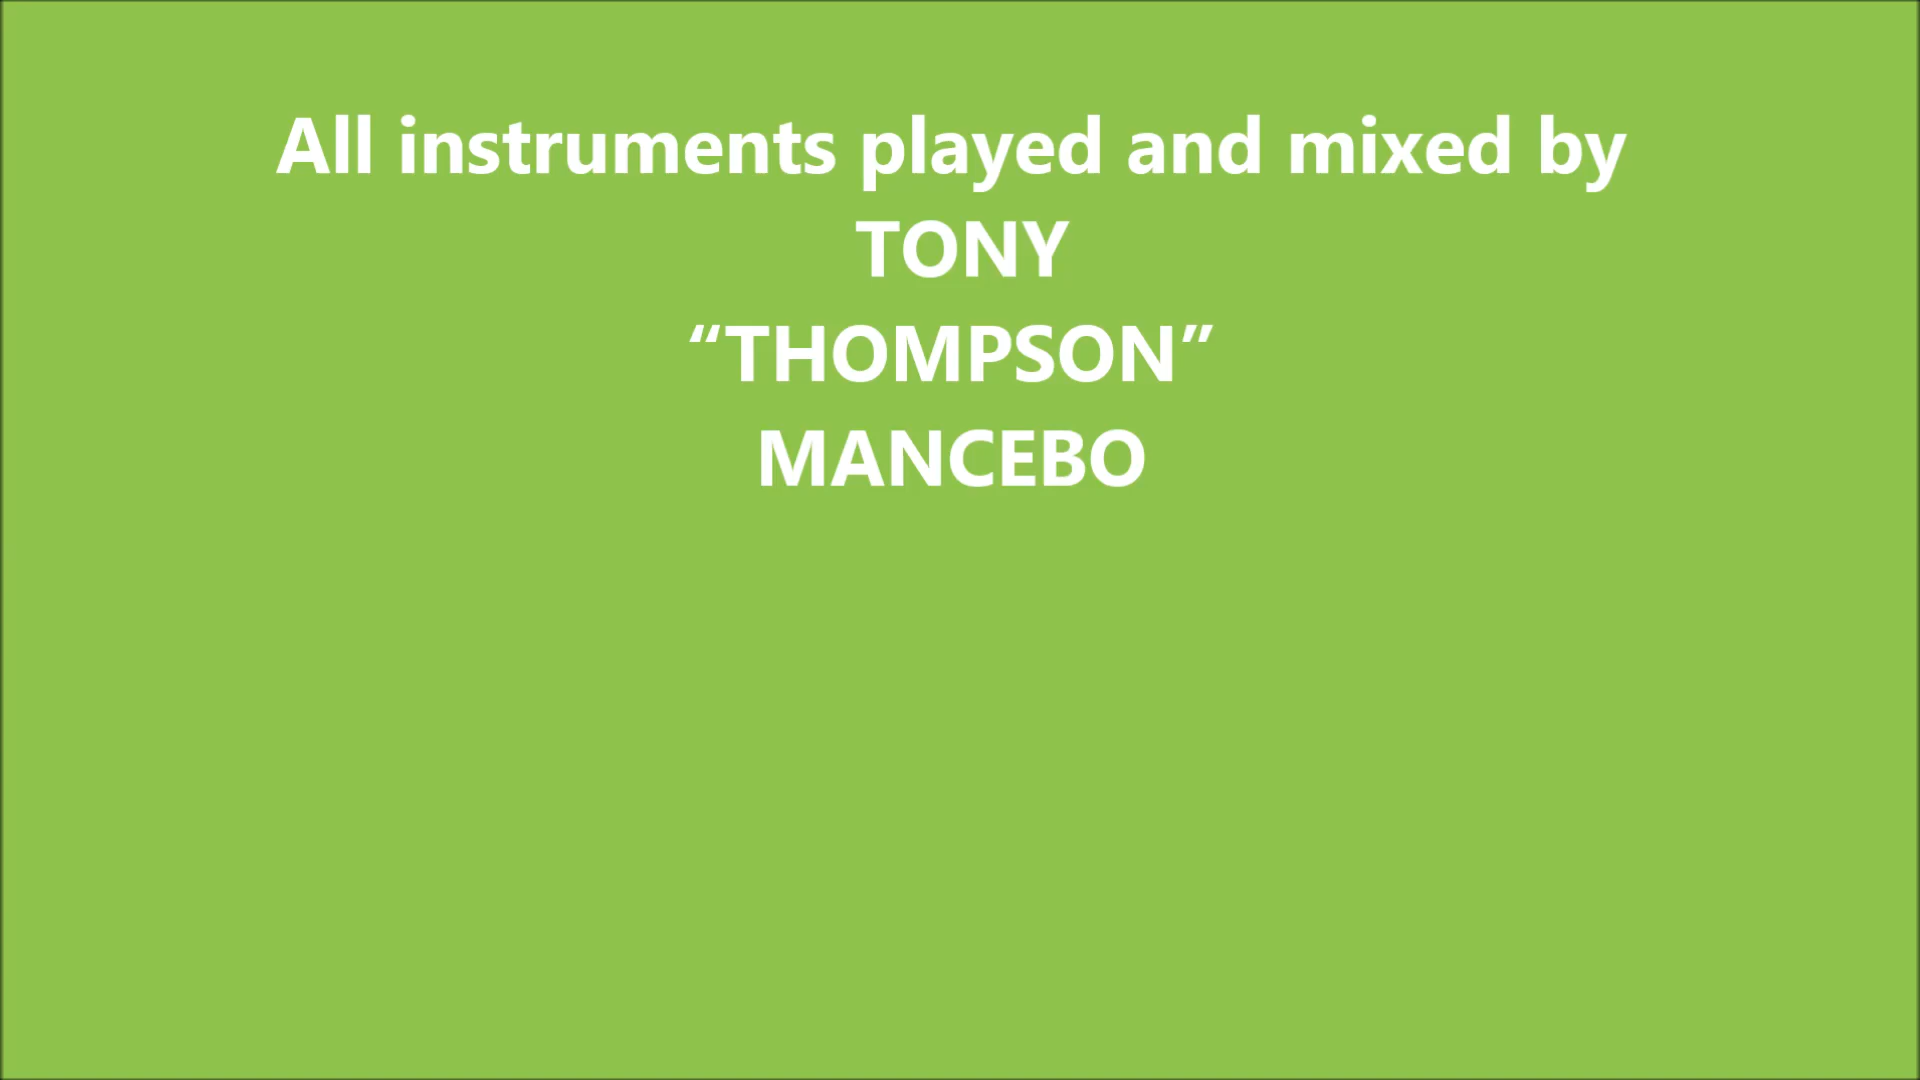 All instruments played and mixed by
TONY
“THOMPSON”
MANCEBO